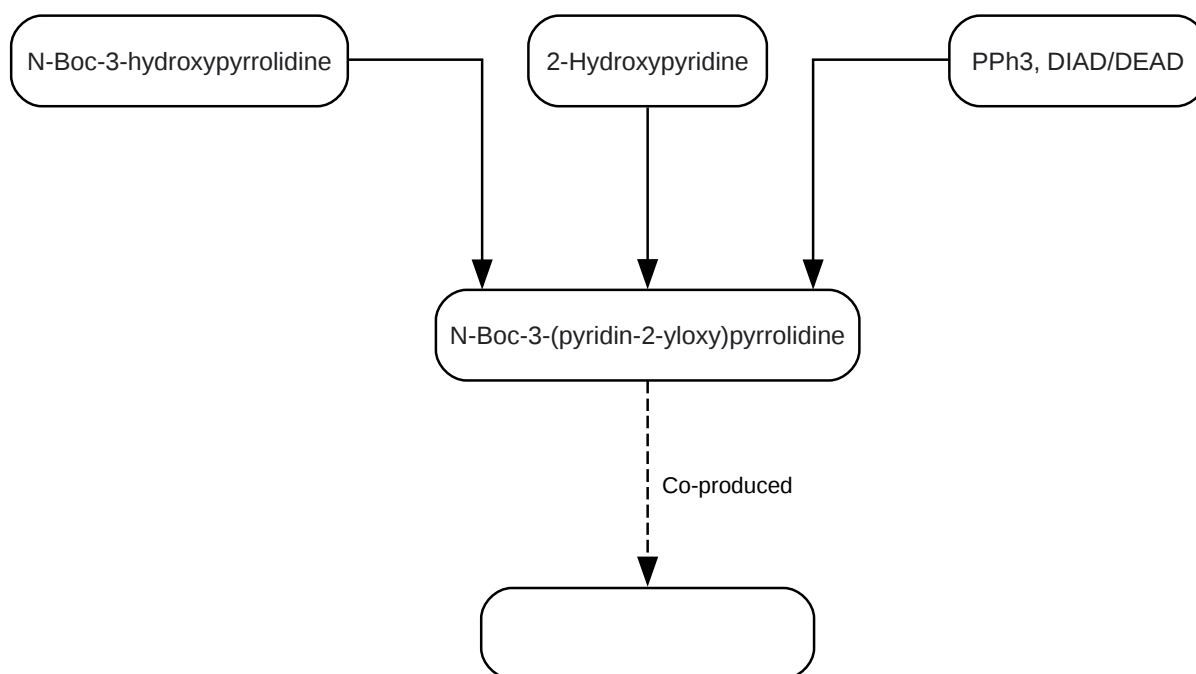 N-Boc-3-hydroxypyrrolidine
2-Hydroxypyridine
PPh3, DIAD/DEAD
N-Boc-3-(pyridin-2-yloxy)pyrrolidine
Co-produced